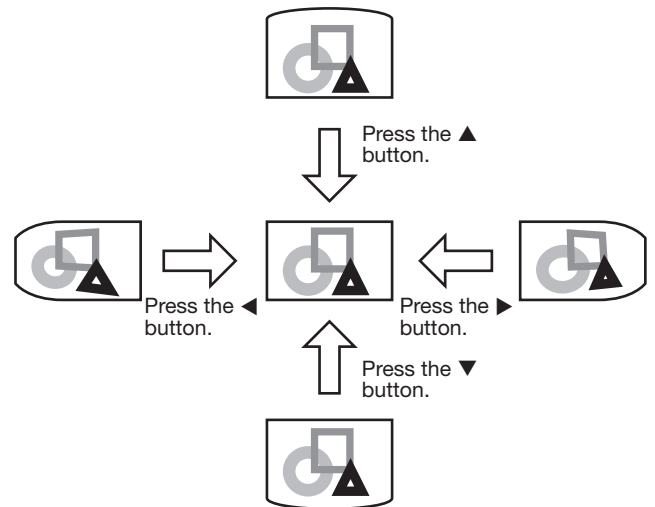 Press the ▲
button.
Press the ◀
button.
Press the ▶
button.
Press the ▼
button.